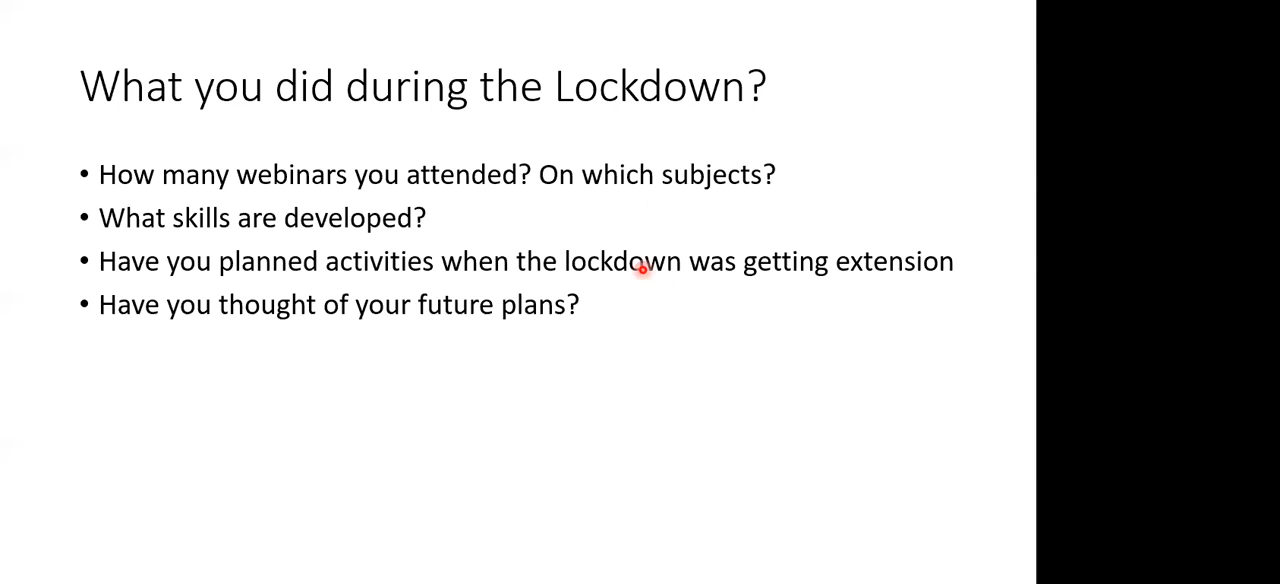 What you did during the Lockdown?
• How many webinars you attended? On which subjects?
• What skills are developed?
• Have you planned activities when the lockdown was getting extension
• Have you thought of your future plans?